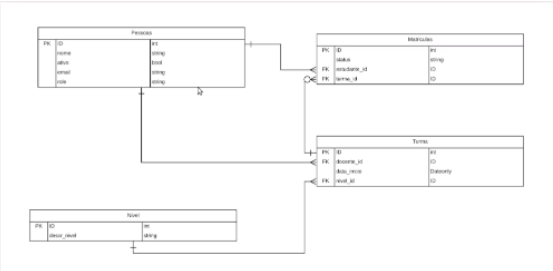 Pessoas
PK ID int
nome string
ativo bool
email string
role string
Matriculas
PK ID int
status string
FK estudante_id ID
FK turma_id ID
Turma
PK ID int
FK docente_id ID
data_inicio Dateonly
FK nivel_id ID
Nivel
PK ID int
descr_nivel string